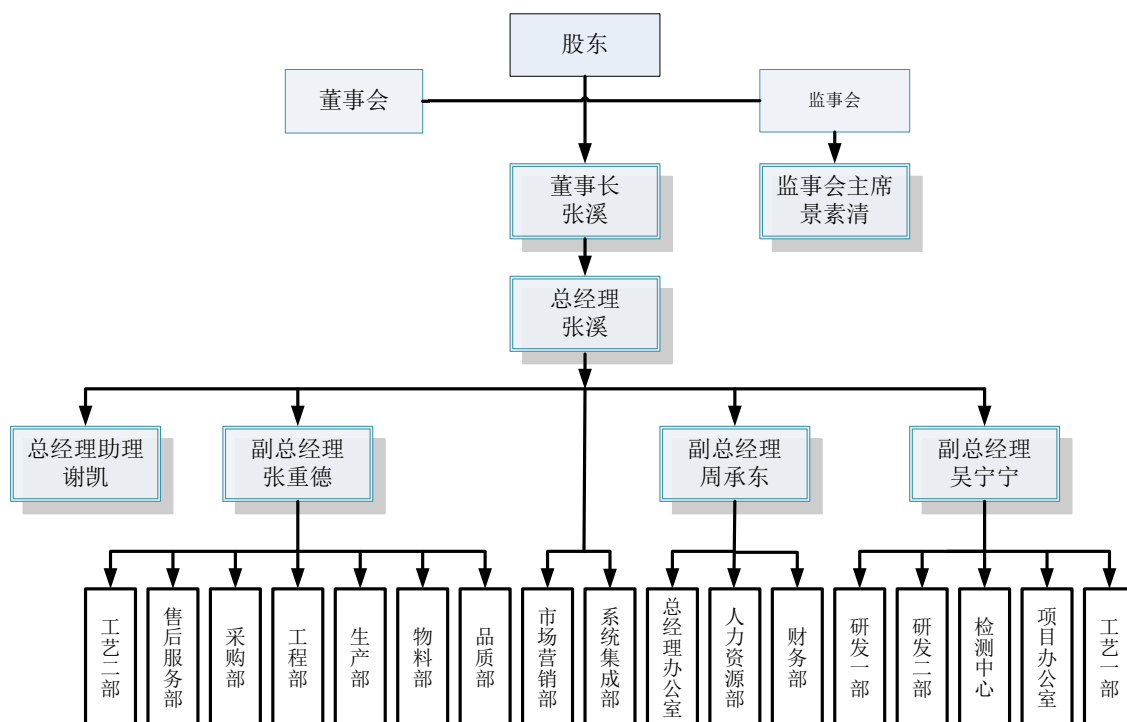 股东
董事会
监事会
董事长
张溪
监事会主席
景素清
总经理
张溪
总经理助理
谢凯
副总经理
张重德
副总经理
周承东
副总经理
吴宁宁
工艺二部
售后服务部
采购部
工程部
生产部
物料部
品质部
市场营销部
系统集成部
总经理办公室
人力资源部
财务部
研发一部
研发二部
检测中心
项目办公室
工艺一部